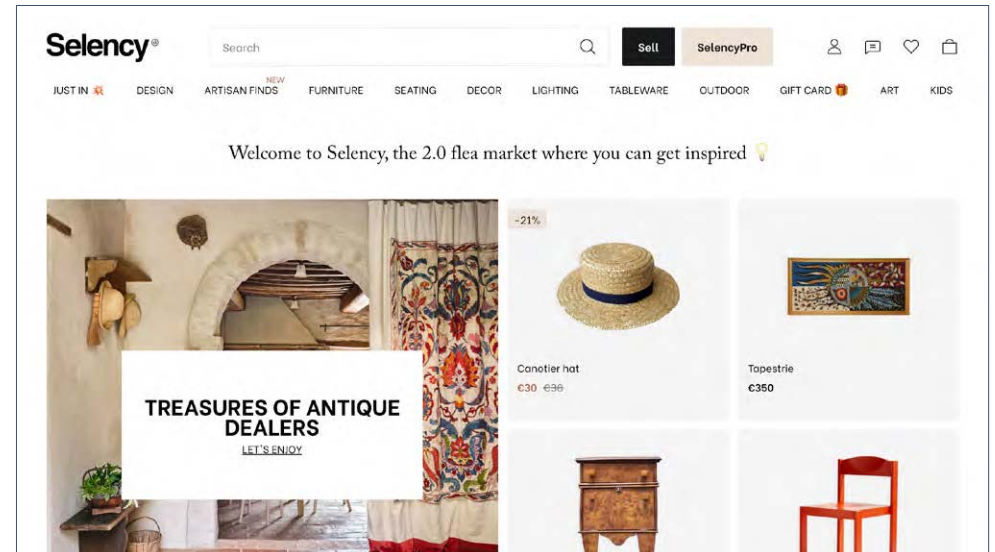 Selency
Search
Sell
SelencyPro
JUST IN
DESIGN
ARTISAN FINDS
NEW
FURNITURE
SEATING
DECOR
LIGHTING
TABLEWARE
OUTDOOR
GIFT CARD
ART
KIDS
Welcome to Selency, the 2.0 flea market where you can get inspired 💡
TREASURES OF ANTIQUE
DEALERS
LET'S ENJOY
-21%
Canotier hat
€30 €38
Tapestrie
€350